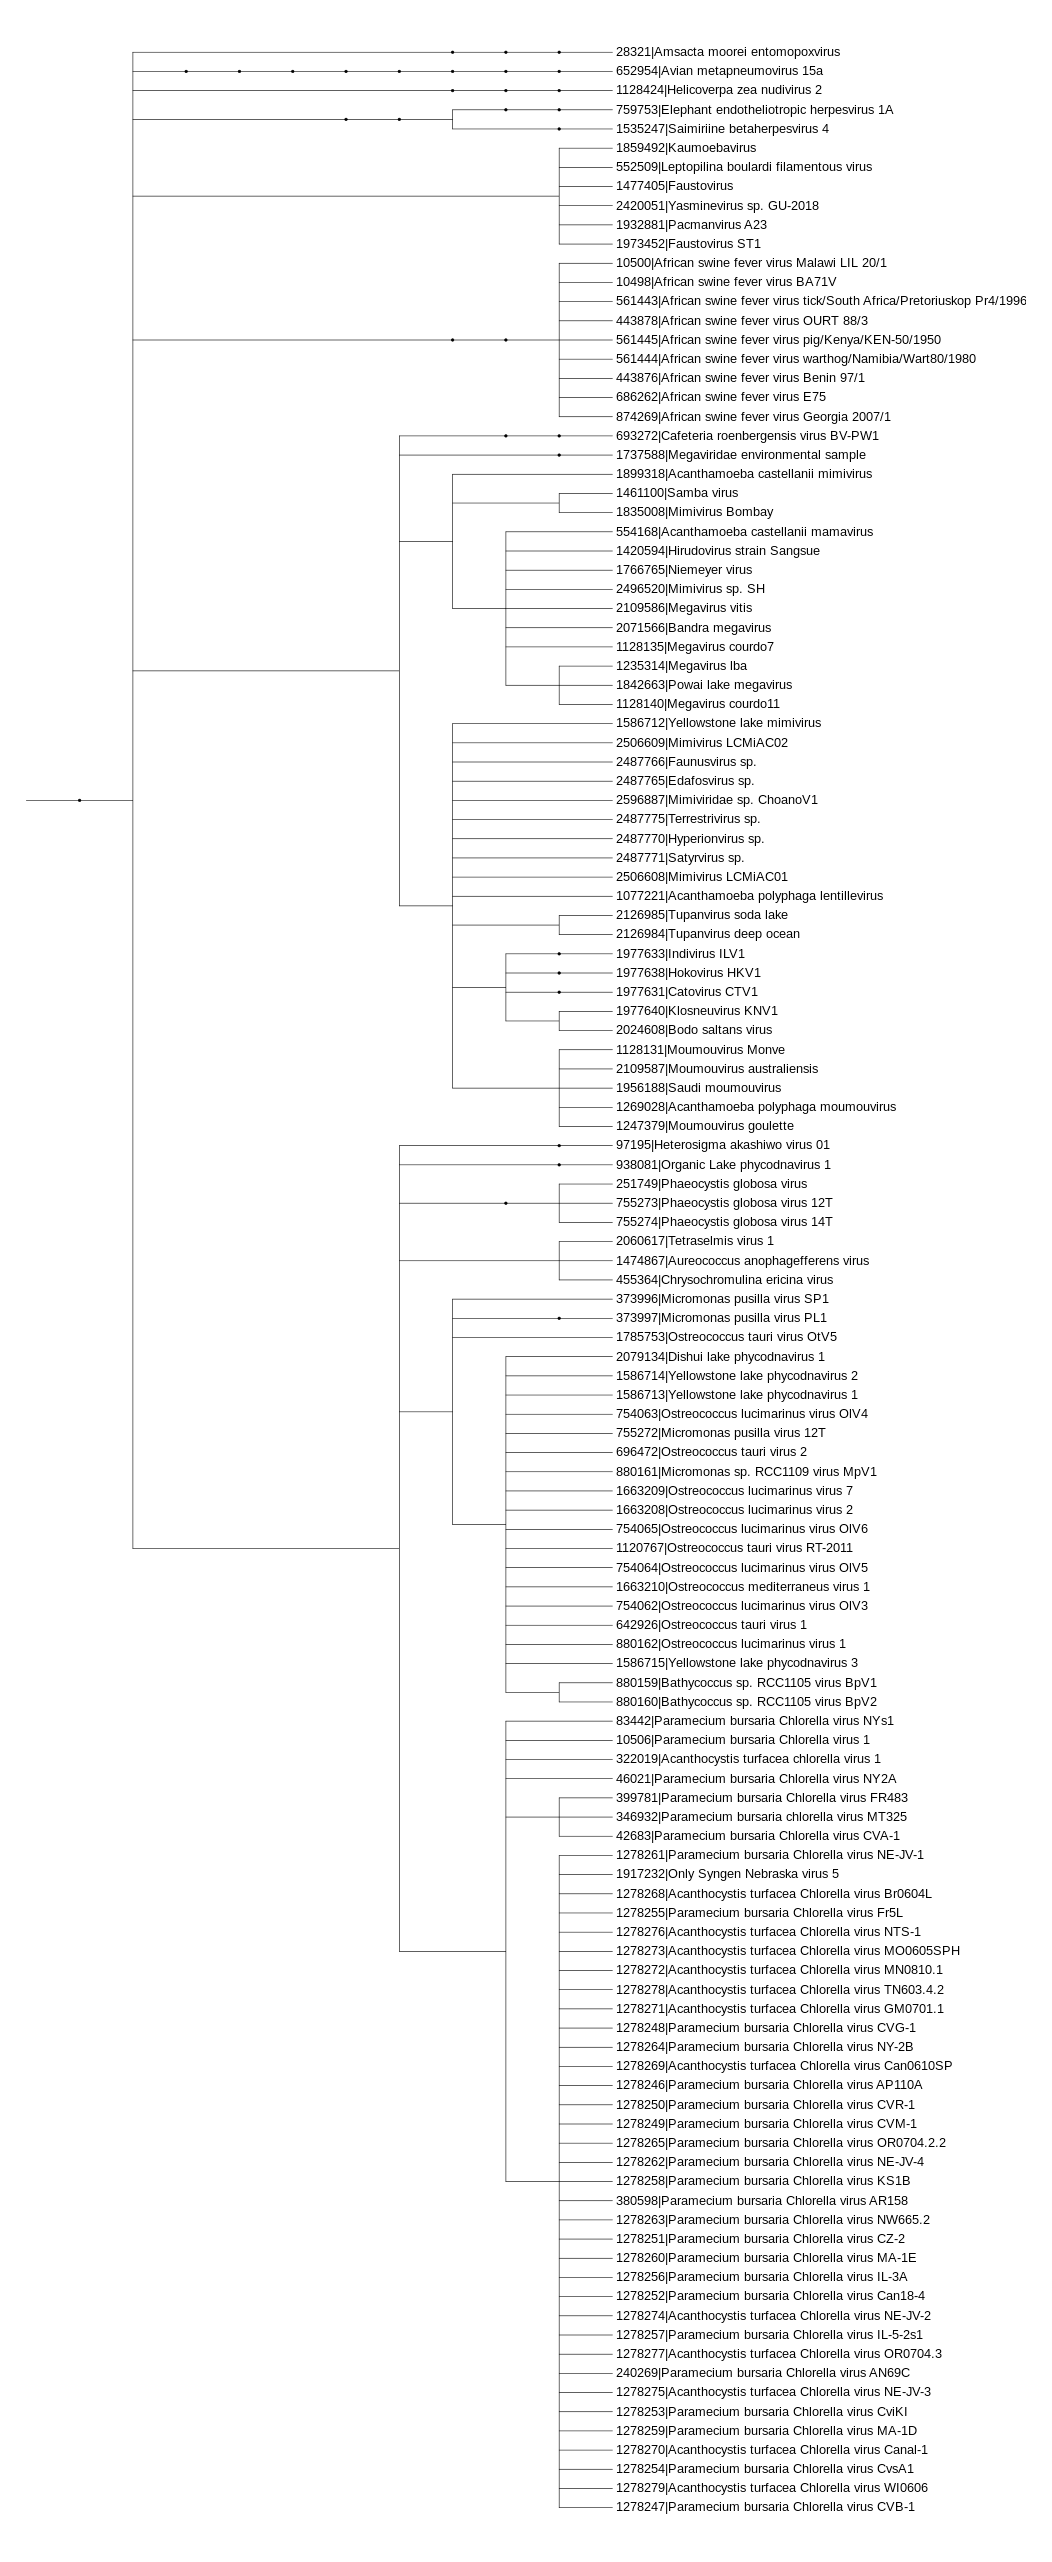 28321|Amsacta moorei entomopoxvirus
652954|Avian metapneumovirus 15a
1128424|Helicoverpa zea nudivirus 2
759753|Elephant endotheliotropic herpesvirus 1A
1535247|Saimiriine betaherpesvirus 4
1859492|Kaumoebavirus
552509|Leptopilina boulardi filamentous virus
1477405|Faustovirus
2420051|Yasminevirus sp. GU-2018
1932881|Pacmanvirus A23
1973452|Faustovirus ST1
10500|African swine fever virus Malawi LIL 20/1
10498|African swine fever virus BA71V
561443|African swine fever virus tick/South Africa/Pretoriuskop Pr4/1996
443878|African swine fever virus OURT 88/3
561445|African swine fever virus pig/Kenya/KEN-50/1950
561444|African swine fever virus warthog/Namibia/Wart80/1980
443876|African swine fever virus Benin 97/1
686262|African swine fever virus E75
874269|African swine fever virus Georgia 2007/1
693272|Cafeteria roenbergensis virus BV-PW1
1737588|Megaviridae environmental sample
1899318|Acanthamoeba castellanii mimivirus
1461100|Samba virus
1835008|Mimivirus Bombay
554168|Acanthamoeba castellanii mamavirus
1420594|Hirudovirus strain Sangsue
1766765|Niemeyer virus
2496520|Mimivirus sp. SH
2109586|Megavirus vitis
2071566|Bandra megavirus
1128135|Megavirus courdo7
1235314|Megavirus lba
1842663|Powai lake megavirus
1128140|Megavirus courdo11
1586712|Yellowstone lake mimivirus
2506609|Mimivirus LCMiAC02
2487766|Faunusvirus sp.
2487765|Edafosvirus sp.
2596887|Mimiviridae sp. ChoanoV1
2487775|Terrestrivirus sp.
2487770|Hyperionvirus sp.
2487771|Satyrvirus sp.
2506608|Mimivirus LCMiAC01
1077221|Acanthamoeba polyphaga lentillevirus
2126985|Tupanvirus soda lake
2126984|Tupanvirus deep ocean
1977633|Indivirus ILV1
1977638|Hokovirus HKV1
1977631|Catovirus CTV1
1977640|Klosneuvirus KNV1
2024608|Bodo saltans virus
1128131|Moumouvirus Monve
2109587|Moumouvirus australiensis
1956188|Saudi moumouvirus
1269028|Acanthamoeba polyphaga moumouvirus
1247379|Moumouvirus goulette
97195|Heterosigma akashiwo virus 01
938081|Organic Lake phycodnavirus 1
251749|Phaeocystis globosa virus
755273|Phaeocystis globosa virus 12T
755274|Phaeocystis globosa virus 14T
2060617|Tetraselmis virus 1
1474867|Aureococcus anophagefferens virus
455364|Chrysochromulina ericina virus
373996|Micromonas pusilla virus SP1
373997|Micromonas pusilla virus PL1
1785753|Ostreococcus tauri virus OtV5
2079134|Dishui lake phycodnavirus 1
1586714|Yellowstone lake phycodnavirus 2
1586713|Yellowstone lake phycodnavirus 1
754063|Ostreococcus lucimarinus virus OlV4
755272|Micromonas pusilla virus 12T
696472|Ostreococcus tauri virus 2
880161|Micromonas sp. RCC1109 virus MpV1
1663209|Ostreococcus lucimarinus virus 7
1663208|Ostreococcus lucimarinus virus 2
754065|Ostreococcus lucimarinus virus OlV6
1120767|Ostreococcus tauri virus RT-2011
754064|Ostreococcus lucimarinus virus OlV5
1663210|Ostreococcus mediterraneus virus 1
754062|Ostreococcus lucimarinus virus OlV3
642926|Ostreococcus tauri virus 1
880162|Ostreococcus lucimarinus virus 1
1586715|Yellowstone lake phycodnavirus 3
880159|Bathycoccus sp. RCC1105 virus BpV1
880160|Bathycoccus sp. RCC1105 virus BpV2
83442|Paramecium bursaria Chlorella virus NYs1
10506|Paramecium bursaria Chlorella virus 1
322019|Acanthocystis turfacea chlorella virus 1
46021|Paramecium bursaria Chlorella virus NY2A
399781|Paramecium bursaria Chlorella virus FR483
346932|Paramecium bursaria chlorella virus MT325
42683|Paramecium bursaria Chlorella virus CVA-1
1278261|Paramecium bursaria Chlorella virus NE-JV-1
1917232|Only Syngen Nebraska virus 5
1278268|Acanthocystis turfacea Chlorella virus Br0604L
1278255|Paramecium bursaria Chlorella virus Fr5L
1278276|Acanthocystis turfacea Chlorella virus NTS-1
1278273|Acanthocystis turfacea Chlorella virus MO0605SPH
1278272|Acanthocystis turfacea Chlorella virus MN0810.1
1278278|Acanthocystis turfacea Chlorella virus TN603.4.2
1278271|Acanthocystis turfacea Chlorella virus GM0701.1
1278248|Paramecium bursaria Chlorella virus CVG-1
1278264|Paramecium bursaria Chlorella virus NY-2B
1278269|Acanthocystis turfacea Chlorella virus Can0610SP
1278246|Paramecium bursaria Chlorella virus AP110A
1278250|Paramecium bursaria Chlorella virus CVR-1
1278249|Paramecium bursaria Chlorella virus CVM-1
1278265|Paramecium bursaria Chlorella virus OR0704.2.2
1278262|Paramecium bursaria Chlorella virus NE-JV-4
1278258|Paramecium bursaria Chlorella virus KS1B
380598|Paramecium bursaria Chlorella virus AR158
1278263|Paramecium bursaria Chlorella virus NW665.2
1278251|Paramecium bursaria Chlorella virus CZ-2
1278260|Paramecium bursaria Chlorella virus MA-1E
1278256|Paramecium bursaria Chlorella virus IL-3A
1278252|Paramecium bursaria Chlorella virus Can18-4
1278274|Acanthocystis turfacea Chlorella virus NE-JV-2
1278257|Paramecium bursaria Chlorella virus IL-5-2s1
1278277|Acanthocystis turfacea Chlorella virus OR0704.3
240269|Paramecium bursaria Chlorella virus AN69C
1278275|Acanthocystis turfacea Chlorella virus NE-JV-3
1278253|Paramecium bursaria Chlorella virus CviKI
1278259|Paramecium bursaria Chlorella virus MA-1D
1278270|Acanthocystis turfacea Chlorella virus Canal-1
1278254|Paramecium bursaria Chlorella virus CvsA1
1278279|Acanthocystis turfacea Chlorella virus WI0606
1278247|Paramecium bursaria Chlorella virus CVB-1